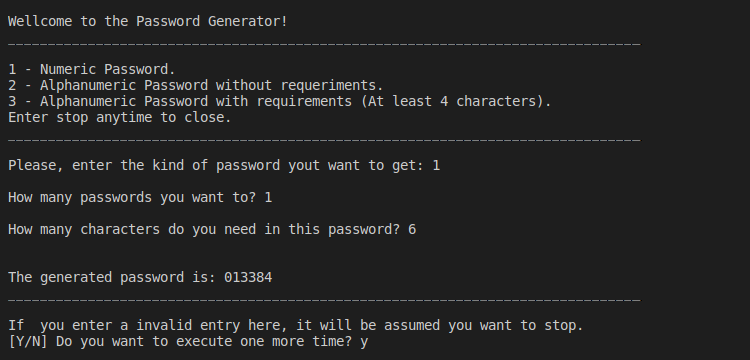 Wellcome to the Password Generator!
_______________________________________________________________________________
1 - Numeric Password.
2 - Alphanumeric Password without requeriments.
3 - Alphanumeric Password with requirements (At least 4 characters).
Enter stop anytime to close.
_______________________________________________________________________________
Please, enter the kind of password yout want to get: 1
How many passwords you want to? 1
How many characters do you need in this password? 6
The generated password is: 013384
_______________________________________________________________________________
If  you enter a invalid entry here, it will be assumed you want to stop.
[Y/N] Do you want to execute one more time? y